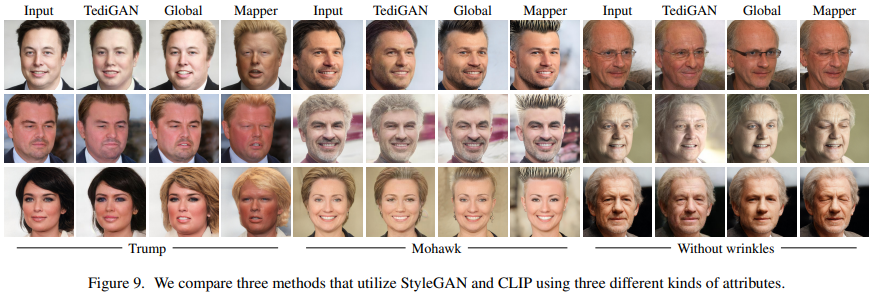 Input TediGAN Global Mapper Input TediGAN Global Mapper Input TediGAN Global Mapper
Trump Mohawk Without wrinkles
Figure 9. We compare three methods that utilize StyleGAN and CLIP using three different kinds of attributes.